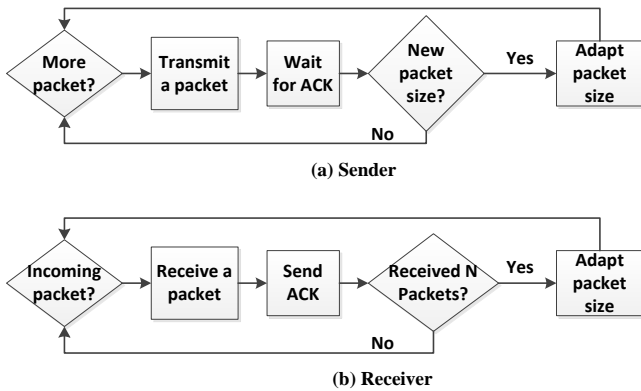 More
packet?
Transmit
a packet
Wait
for ACK
New
packet
size?
Yes
Adapt
packet
size
No
(a) Sender
Incoming
packet?
Receive a
packet
Send
ACK
Received N
Packets?
Yes
Adapt
packet
size
No
(b) Receiver